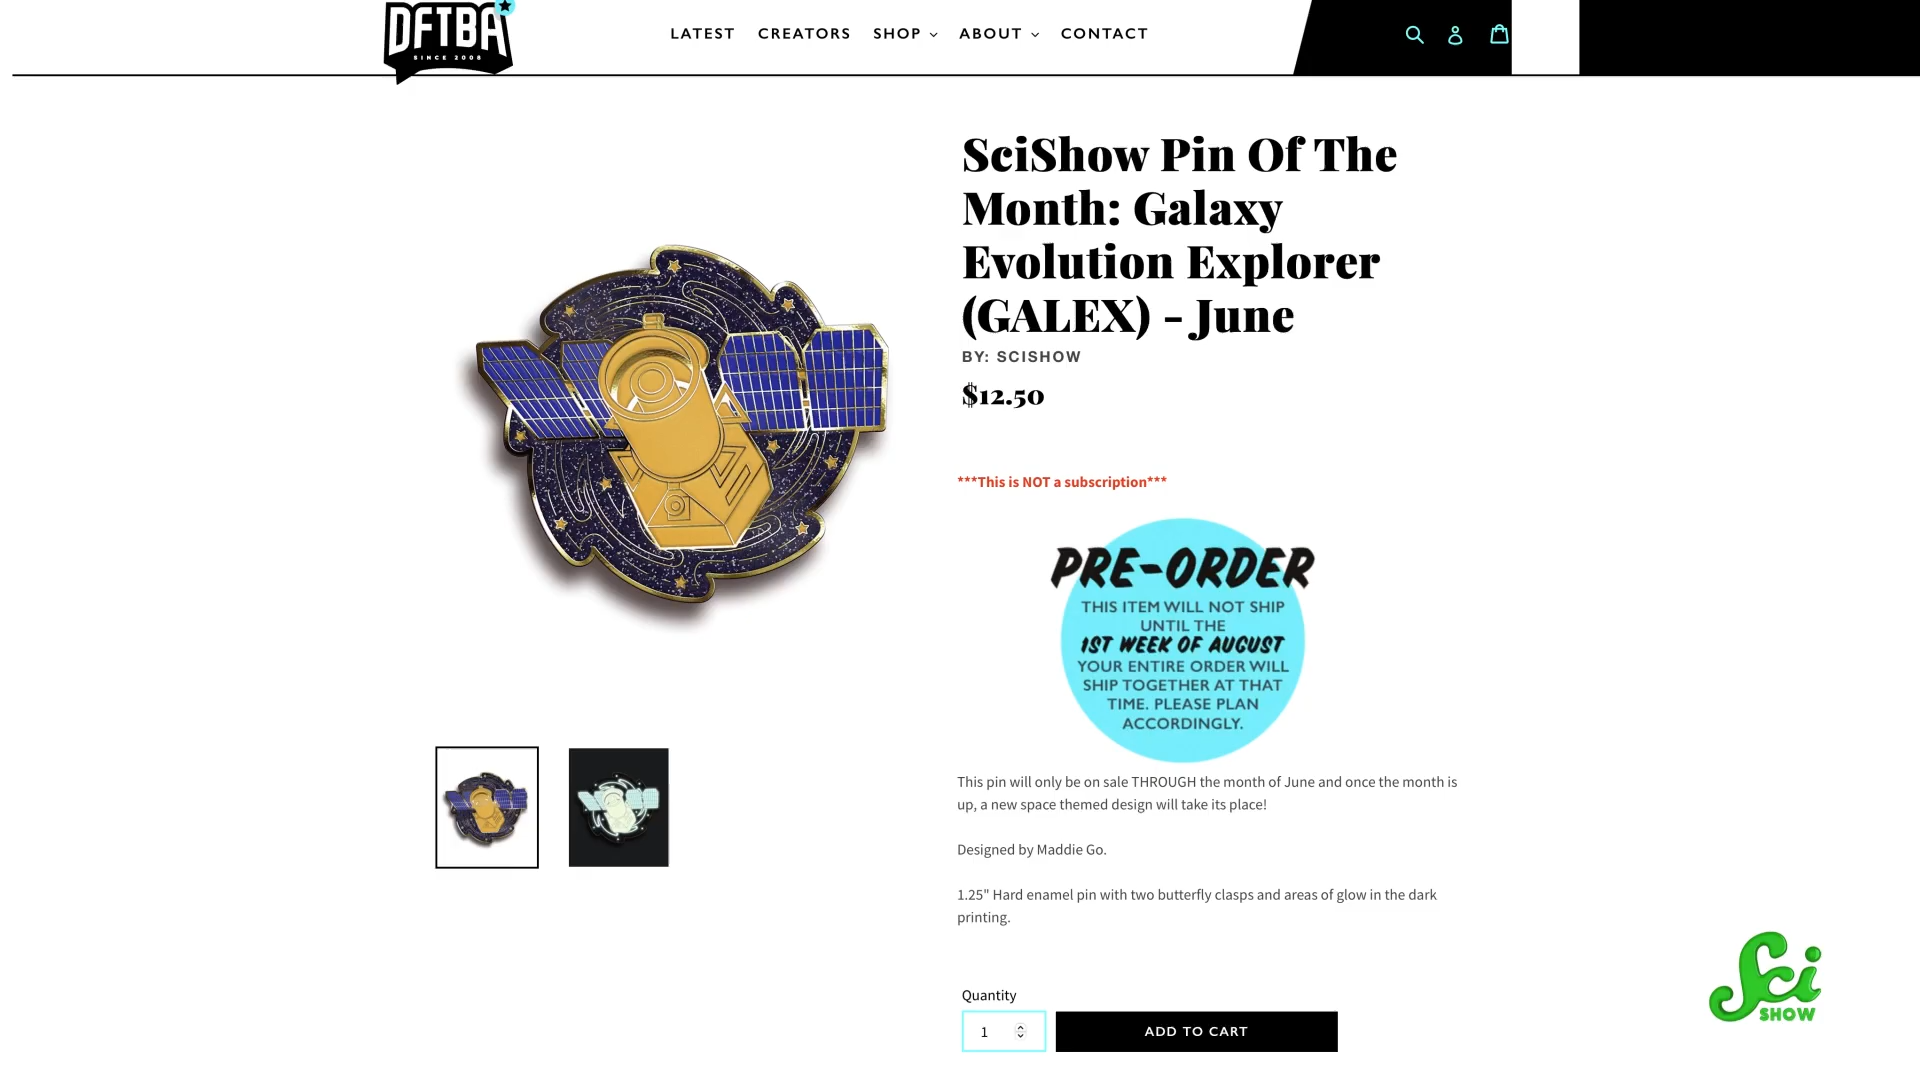 DFTBA
SINCE 2008
LATEST CREATORS SHOP ABOUT CONTACT
SciShow Pin Of The
Month: Galaxy
Evolution Explorer
(GALEX) - June
BY: SCISHOW
$12.50
***This is NOT a subscription***
PRE-ORDER
THIS ITEM WILL NOT SHIP
UNTIL THE
1ST WEEK OF AUGUST
YOUR ENTIRE ORDER WILL
SHIP TOGETHER AT THAT
TIME. PLEASE PLAN
ACCORDINGLY.
This pin will only be on sale THROUGH the month of June and once the month is
up, a new space themed design will take its place!
Designed by Maddie Go.
1.25" Hard enamel pin with two butterfly clasps and areas of glow in the dark
printing.
Quantity
1
ADD TO CART
Sci
SHOW